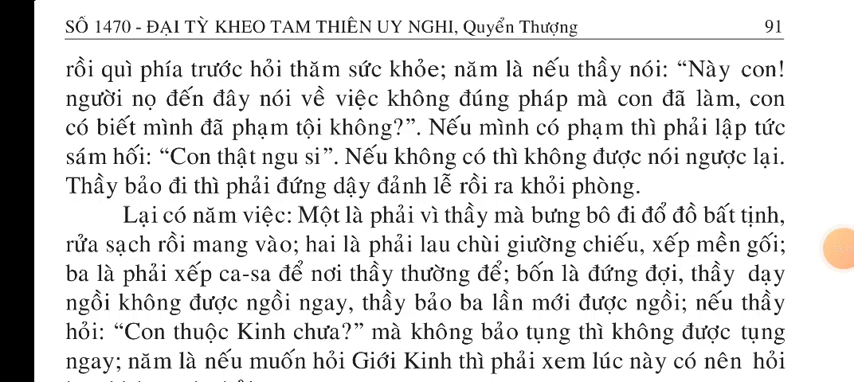 SỐ 1470 - ĐẠI TỲ KHEO TAM THIÊN UY NGHI, Quyển Thượng 91
rồi quì phía trước hỏi thăm sức khỏe; năm là nếu thầy nói: “Này con!
người nọ đến đây nói về việc không đúng pháp mà con đã làm, con
có biết mình đã phạm tội không?”. Nếu mình có phạm thì phải lập tức
sám hối: “Con thật ngu si”. Nếu không có thì không được nói ngược lại.
Thầy bảo đi thì phải đứng dậy đảnh lễ rồi ra khỏi phòng.
Lại có năm việc: Một là phải vì thầy mà bưng bô đi đổ đồ bất tịnh,
rửa sạch rồi mang vào; hai là phải lau chùi giường chiếu, xếp mền gối;
ba là phải xếp ca-sa để nơi thầy thường để; bốn là đứng đợi, thầy dạy
ngồi không được ngồi ngay, thầy bảo ba lần mới được ngồi; nếu thầy
hỏi: “Con thuộc Kinh chưa?” mà không bảo tụng thì không được tụng
ngay; năm là nếu muốn hỏi Giới Kinh thì phải xem lúc này có nên hỏi